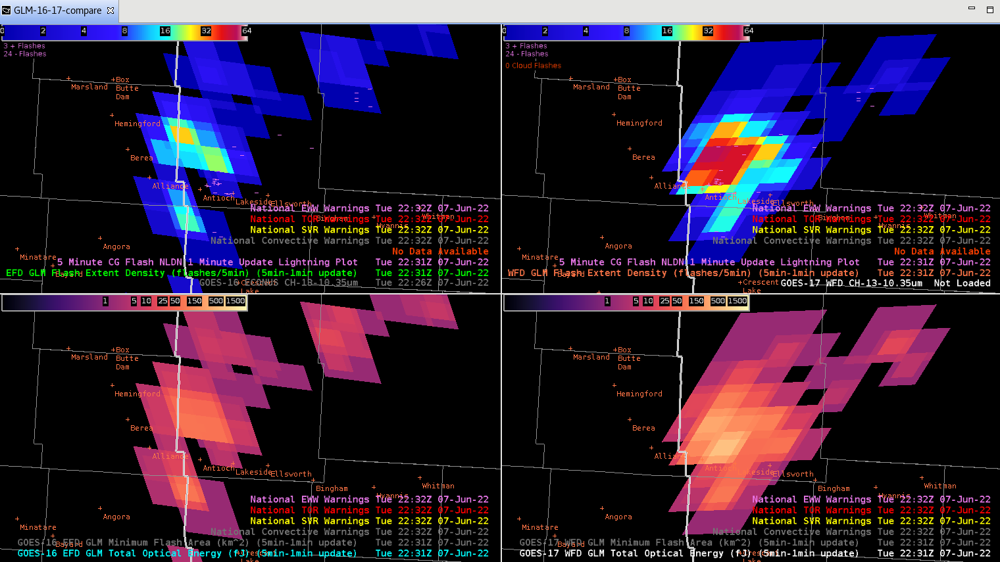 GLM-16-17-compare
0 2 4 8 16 32 64
3 + Flashes
24 - Flashes
Marsland
Box
Butte
Dam
Hemingford
Berea
Alliance
Antioch
Lakeside
Ellsworth
Bingham
Whitman
Hyannis
Angora
Minatare
Bayard
Crescent
Lake
National EWW Warnings Tue 22:32Z 07-Jun-22
National TOR Warnings Tue 22:32Z 07-Jun-22
National SVR Warnings Tue 22:32Z 07-Jun-22
National Convective Warnings Tue 22:32Z 07-Jun-22
No Data Available
5 Minute CG Flash NLDN 1 Minute Update Lightning Plot Tue 22:31Z 07-Jun-22
EFD GLM Flash Extent Density (flashes/5min) (5min-1min update) Tue 22:31Z 07-Jun-22
GOES-16 ECONUS CH-13-10.35um Tue 22:26Z 07-Jun-22
0 2 4 8 16 32 64
3 + Flashes
24 - Flashes
0 Cloud Flashes
Marsland
Box
Butte
Dam
Hemingford
Berea
Alliance
Antioch
Lakeside
Ellsworth
Bingham
Whitman
Hyannis
Angora
Minatare
Bayard
Crescent
Lake
National EWW Warnings Tue 22:32Z 07-Jun-22
National TOR Warnings Tue 22:32Z 07-Jun-22
National SVR Warnings Tue 22:32Z 07-Jun-22
National Convective Warnings Tue 22:32Z 07-Jun-22
No Data Available
5 Minute CG Flash NLDN 1 Minute Update Lightning Plot Tue 22:31Z 07-Jun-22
WFD GLM Flash Extent Density (flashes/5min) (5min-1min update) Tue 22:31Z 07-Jun-22
GOES-17 WFD CH-13-10.35um Not Loaded
1 5 10 25 50 150 500 1500
Marsland
Box
Butte
Dam
Hemingford
Berea
Alliance
Antioch
Lakeside
Ellsworth
Bingham
Whitman
Hyannis
Angora
Minatare
Bayard
Lake
National EWW Warnings Tue 22:32Z 07-Jun-22
National TOR Warnings Tue 22:32Z 07-Jun-22
National SVR Warnings Tue 22:32Z 07-Jun-22
National Convective Warnings Tue 22:32Z 07-Jun-22
GOES-16 EFD GLM Minimum Flash Area (km^2) (5min-1min update) Tue 22:31Z 07-Jun-22
GOES-16 EFD GLM Total Optical Energy (fJ) (5min-1min update) Tue 22:31Z 07-Jun-22
1 5 10 25 50 150 500 1500
Marsland
Box
Butte
Dam
Hemingford
Berea
Alliance
Antioch
Lakeside
Ellsworth
Bingham
Whitman
Hyannis
Angora
Minatare
Bayard
Lake
National EWW Warnings Tue 22:32Z 07-Jun-22
National TOR Warnings Tue 22:32Z 07-Jun-22
National SVR Warnings Tue 22:32Z 07-Jun-22
National Convective Warnings Tue 22:32Z 07-Jun-22
GOES-17 WFD GLM Minimum Flash Area (km^2) (5min-1min update) Tue 22:31Z 07-Jun-22
GOES-17 WFD GLM Total Optical Energy (fJ) (5min-1min update) Tue 22:31Z 07-Jun-22